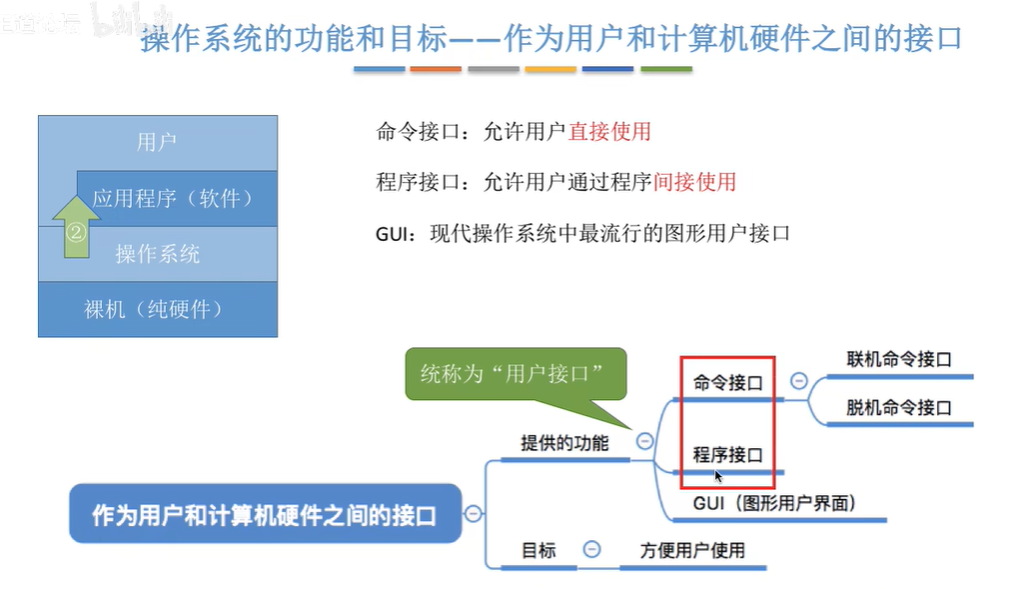 bilibili
操作系统的功能和目标——作为用户和计算机硬件之间的接口
用户
应用程序（软件）
②
操作系统
裸机（纯硬件）
命令接口：允许用户直接使用
程序接口：允许用户通过程序间接使用
GUI：现代操作系统中最流行的图形用户接口
统称为“用户接口”
联机命令接口
命令接口
脱机命令接口
提供的功能
程序接口
GUI（图形用户界面）
作为用户和计算机硬件之间的接口
目标
方便用户使用